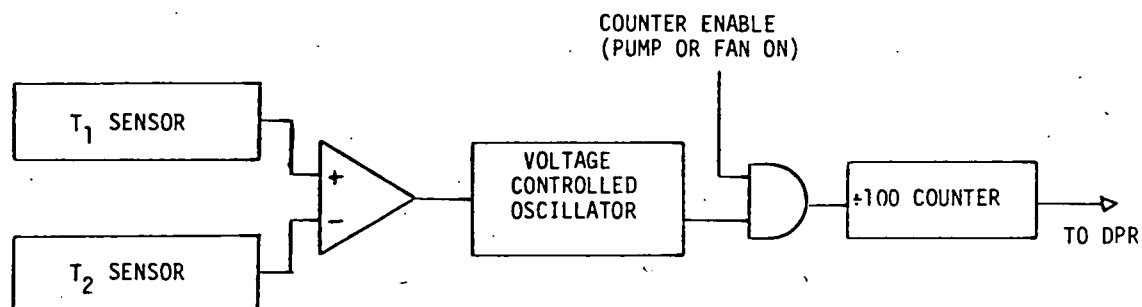 COUNTER ENABLE
(PUMP OR FAN ON)
T1 SENSOR
+
-
T2 SENSOR
VOLTAGE
CONTROLLED
OSCILLATOR
÷100 COUNTER
TO DPR